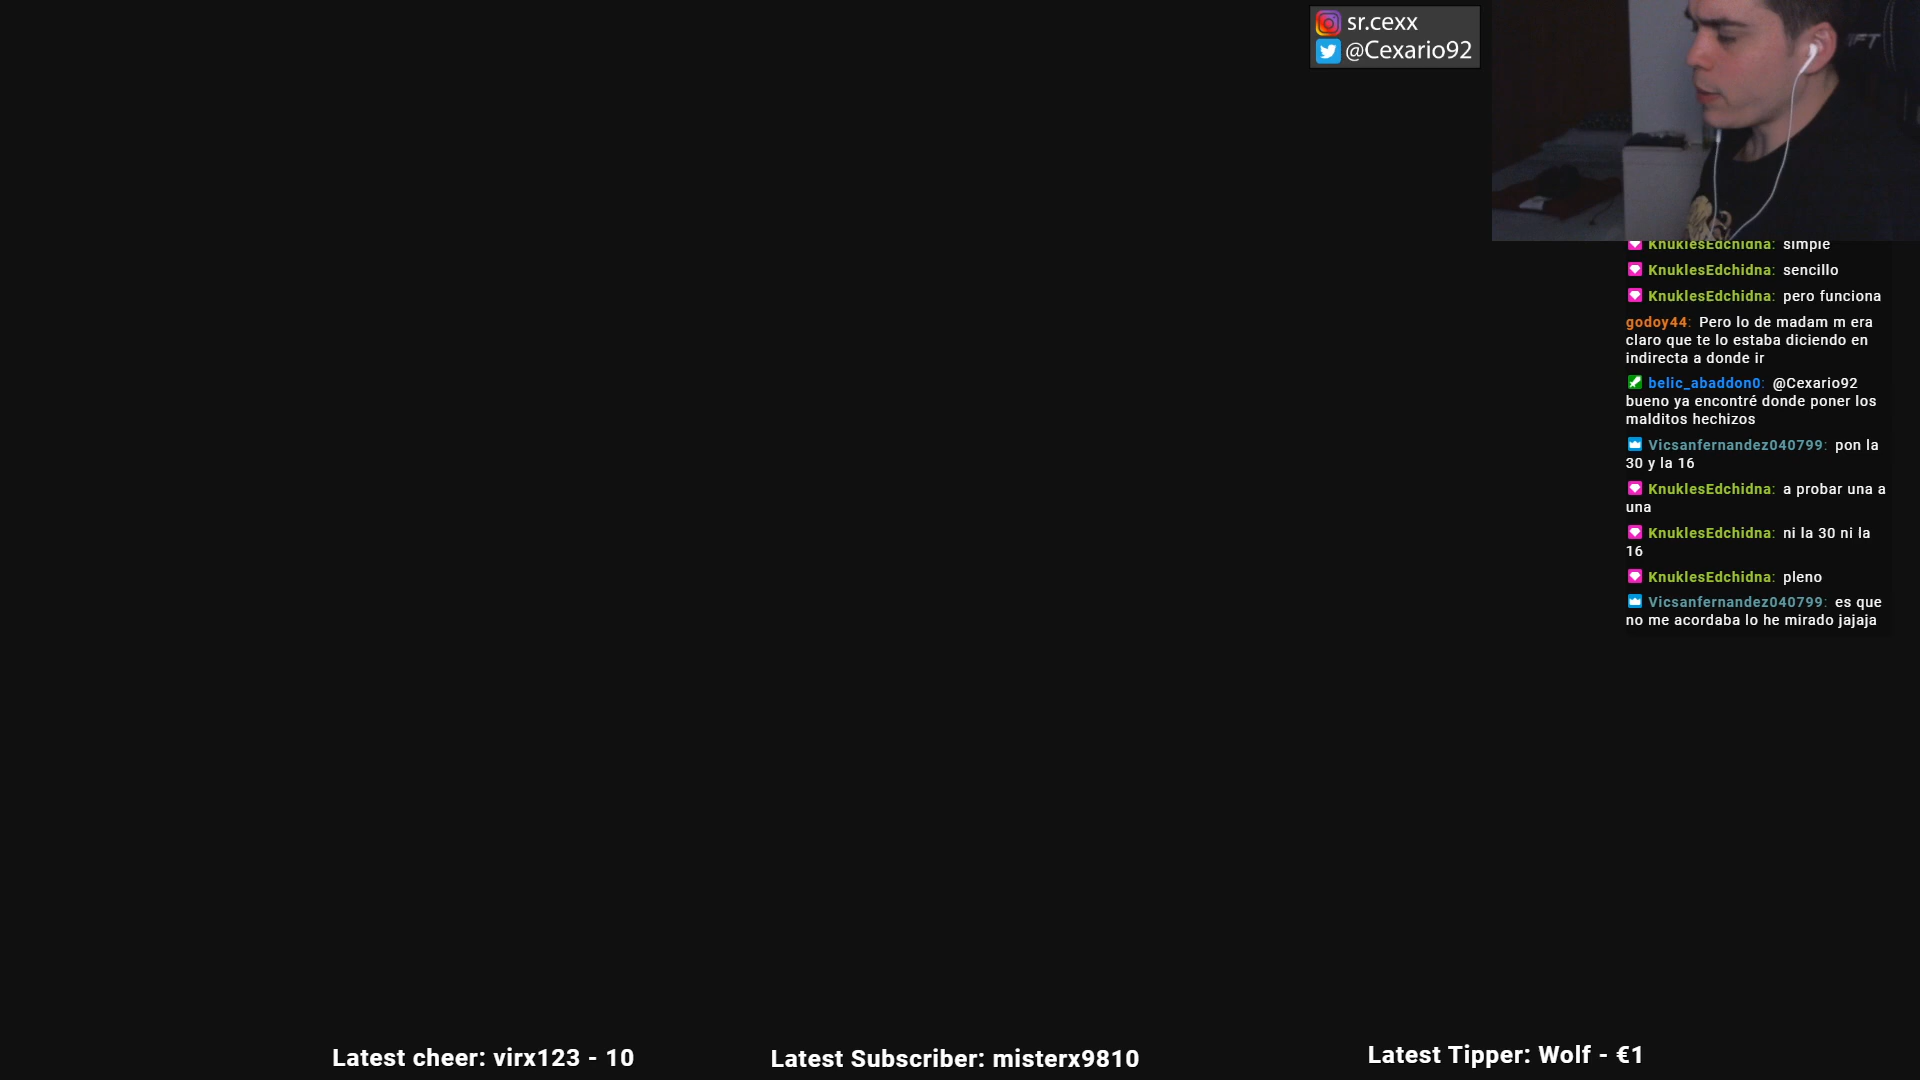 sr.cexx
@Cexario92
FT
KnuklesEdchidna: simple
KnuklesEdchidna: sencillo
KnuklesEdchidna: pero funciona
godoy44: Pero lo de madam m era
claro que te lo estaba diciendo en
indirecta a donde ir
belic_abaddon0: @Cexario92
bueno ya encontré donde poner los
malditos hechizos
Vicsanfernandez040799: pon la
30 y la 16
KnuklesEdchidna: a probar una a
una
KnuklesEdchidna: ni la 30 ni la
16
KnuklesEdchidna: pleno
Vicsanfernandez040799: es que
no me acordaba lo he mirado jajaja
Latest cheer: virx123 - 10
Latest Subscriber: misterx9810
Latest Tipper: Wolf - €1